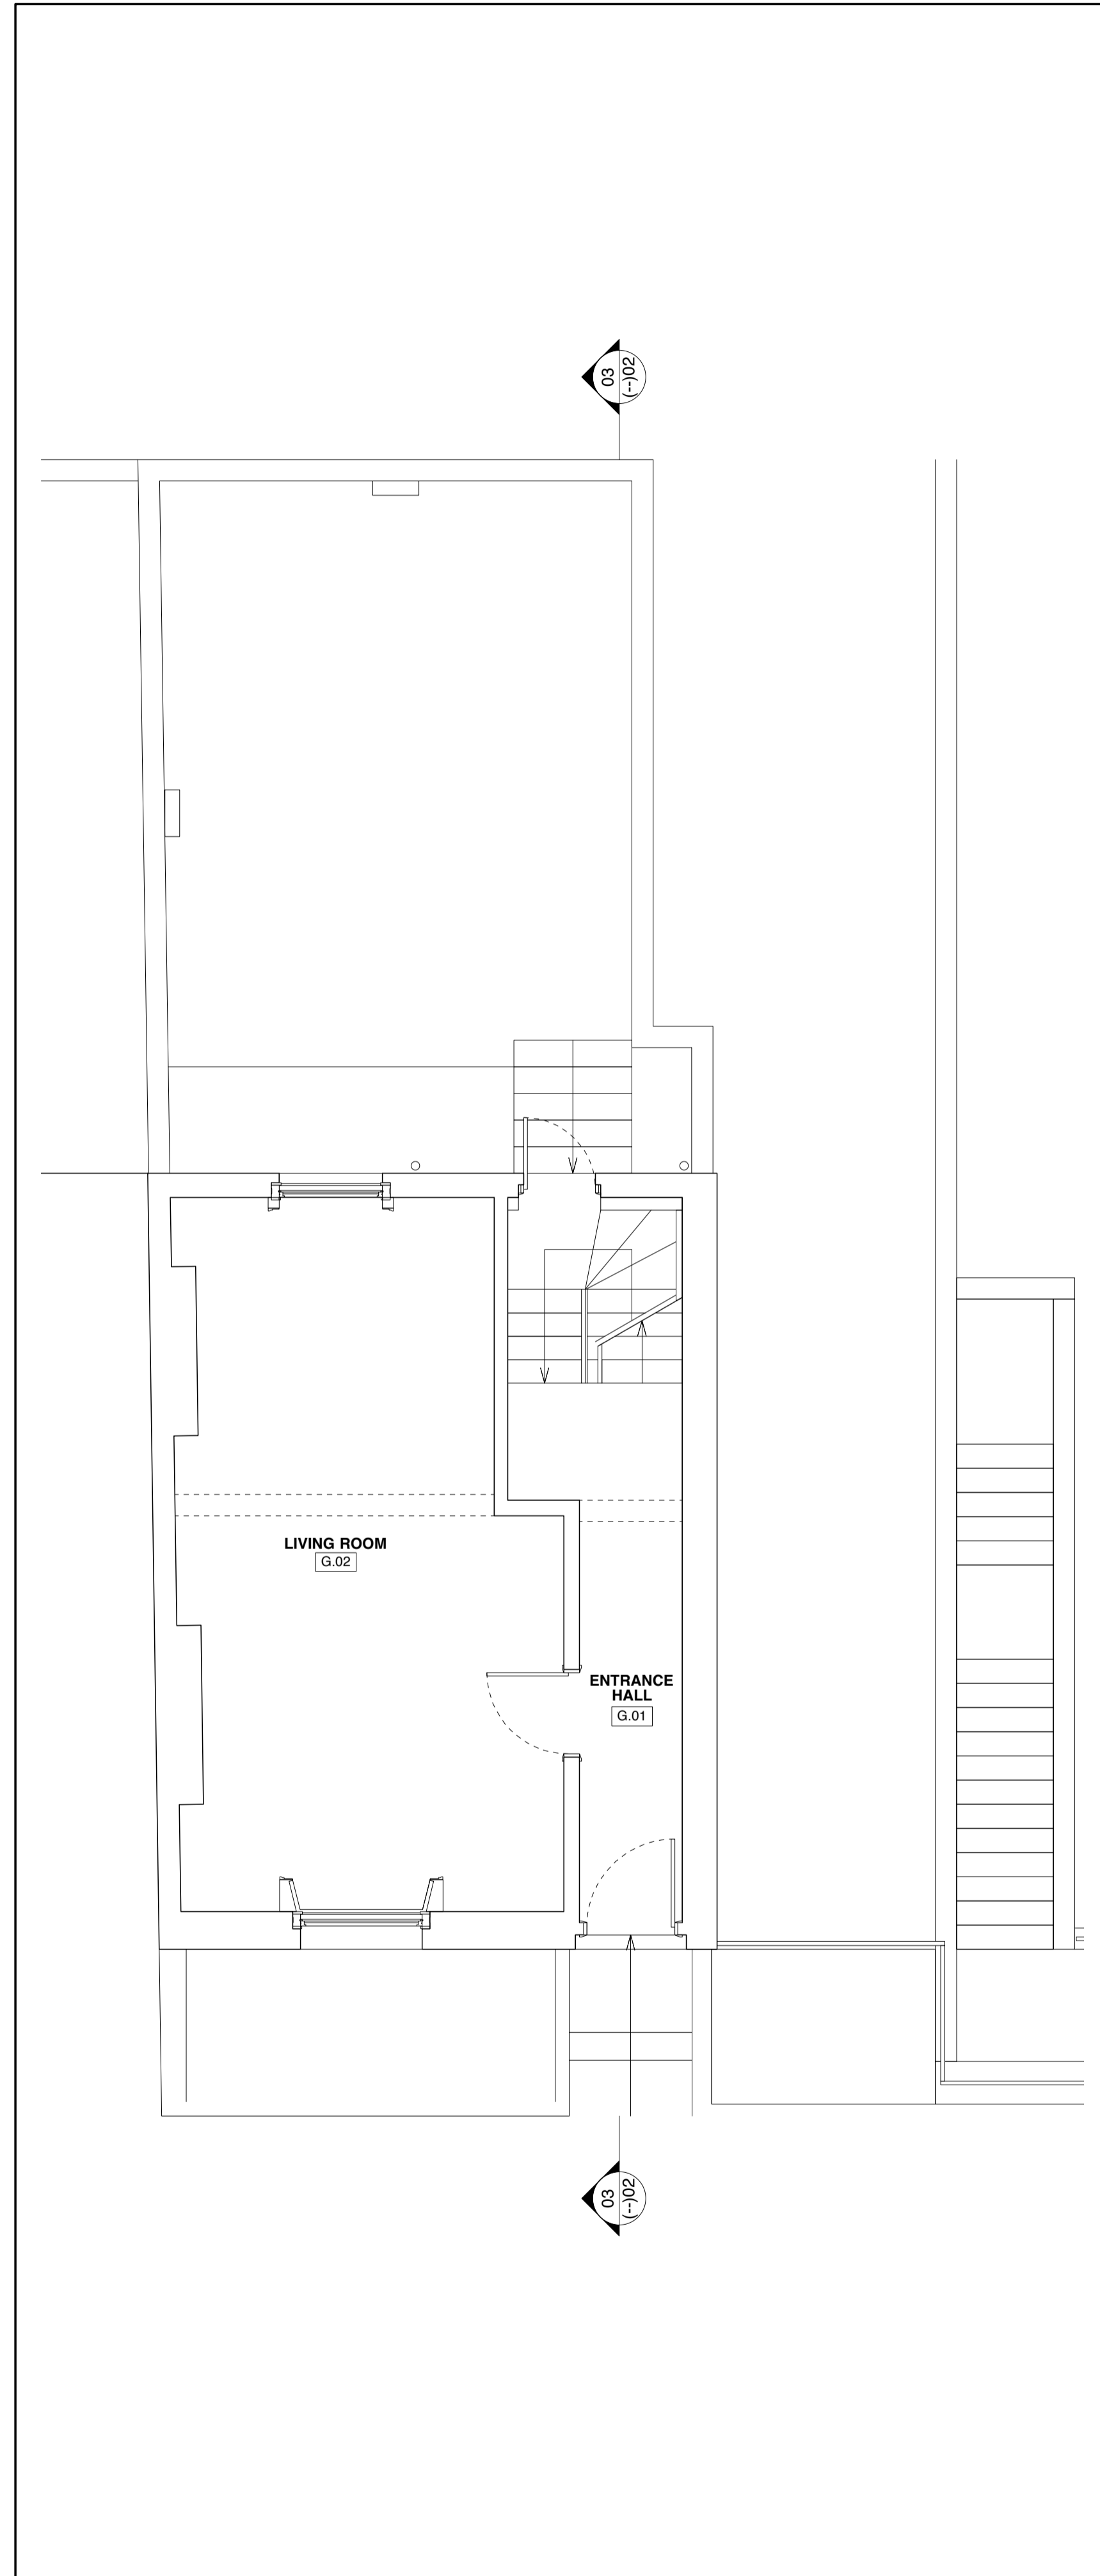 03
(--)02
LIVING ROOM
G.02
ENTRANCE
HALL
G.01
03
(--)02